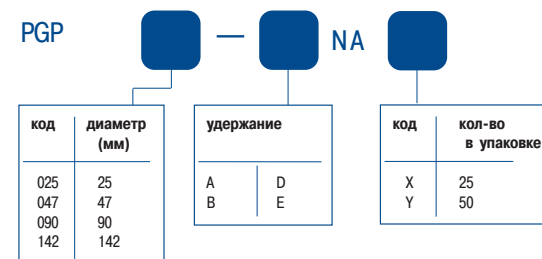 PGP — NA
код диаметр (мм)
025 25
047 47
090 90
142 142
удержание
A D
B E
код кол-во в упаковке
X 25
Y 50